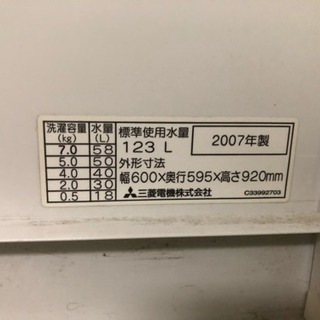 洗濯容量(kg) 水量(L)
7.0 58
5.0 50
4.0 40
2.0 30
0.5 18
標準使用水量
123 L
2007年製
外形寸法
幅600×奥行595×高さ920mm
三菱電機株式会社 C33992703